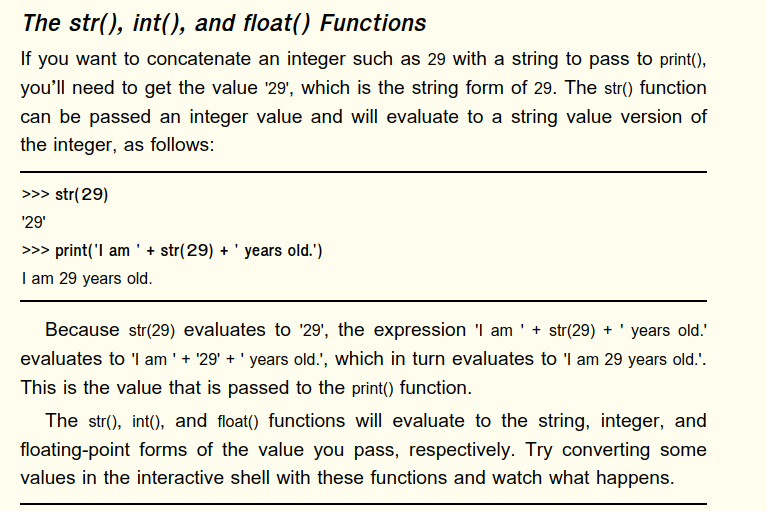 The str(), int(), and float() Functions
If you want to concatenate an integer such as 29 with a string to pass to print(),
you’ll need to get the value '29', which is the string form of 29. The str() function
can be passed an integer value and will evaluate to a string value version of
the integer, as follows:
>>> str(29)
'29'
>>> print('I am ' + str(29) + ' years old.')
I am 29 years old.
Because str(29) evaluates to '29', the expression 'I am ' + str(29) + ' years old.'
evaluates to 'I am ' + '29' + ' years old.', which in turn evaluates to 'I am 29 years old.'.
This is the value that is passed to the print() function.
The str(), int(), and float() functions will evaluate to the string, integer, and
floating-point forms of the value you pass, respectively. Try converting some
values in the interactive shell with these functions and watch what happens.